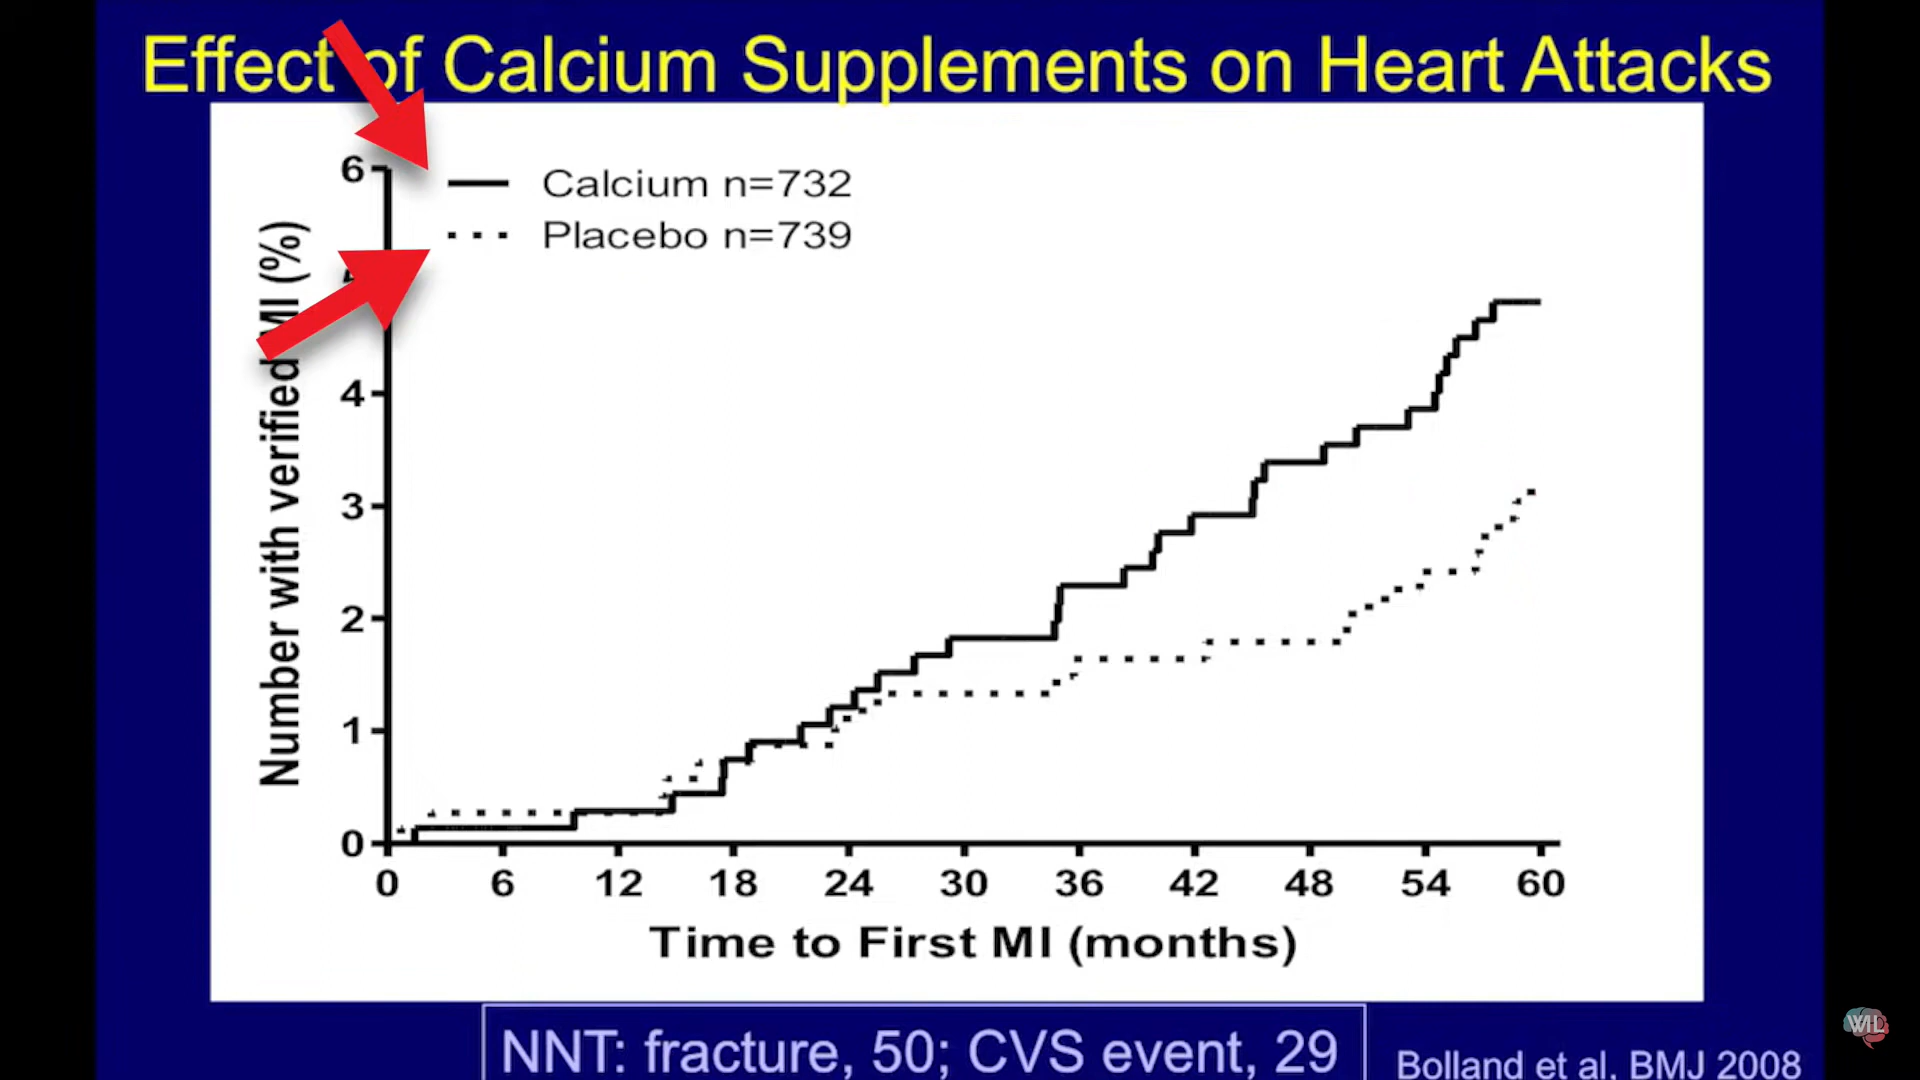 Effect of Calcium Supplements on Heart Attacks
6
Calcium n=732
Placebo n=739
4
3
2
1
0
Number with verified MI (%)
0 6 12 18 24 30 36 42 48 54 60
Time to First MI (months)
NNT: fracture, 50; CVS event, 29
Bolland et al, BMJ 2008
WIL